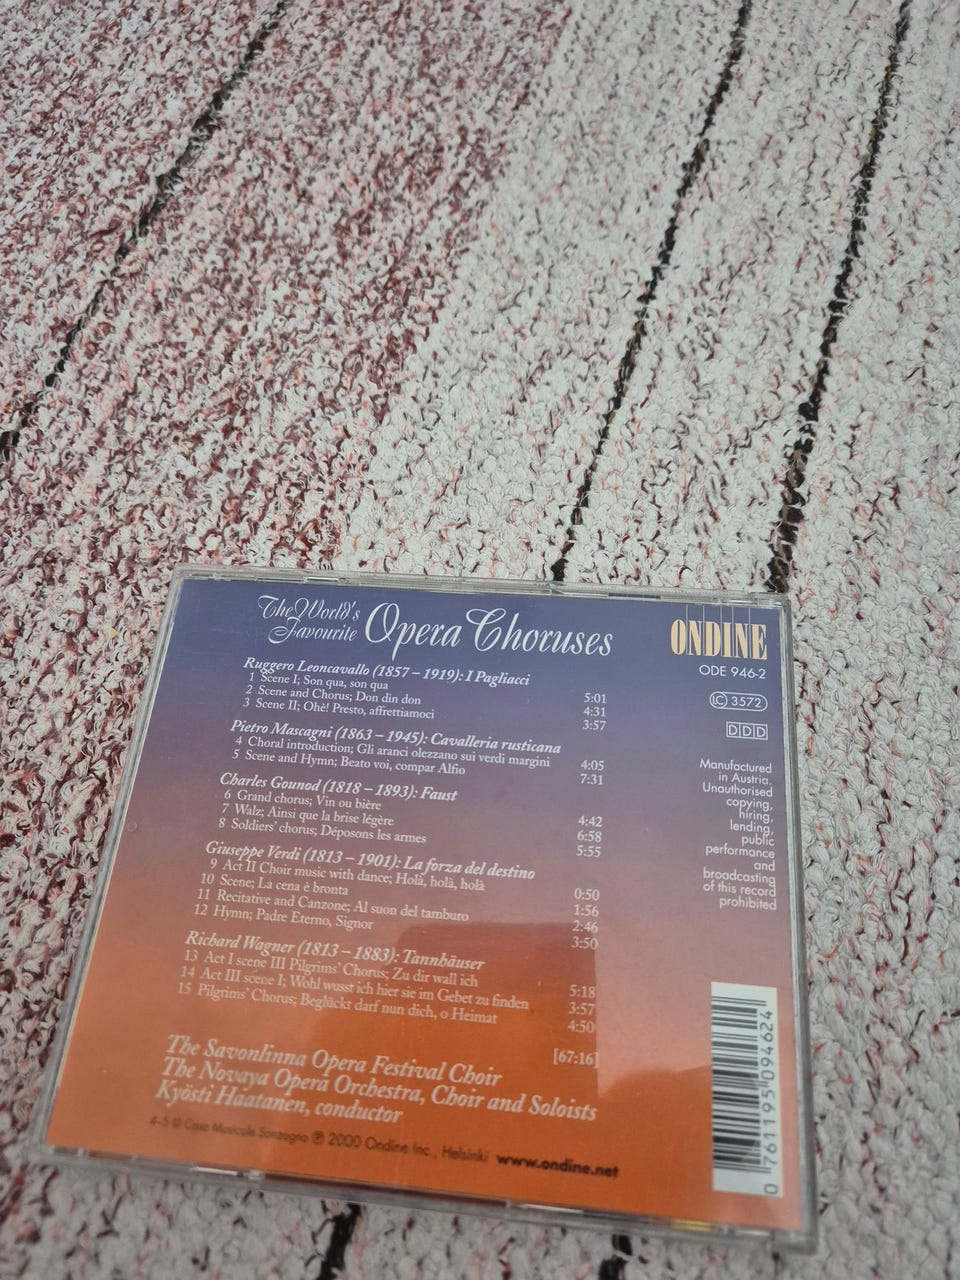 The World's
Favourite
Opera Choruses
Ruggero Leoncavallo (1857 – 1919): I Pagliacci
1 Scene I; Son qua, son qua 5:01
2 Scene and Chorus; Don din don 4:31
3 Scene II; Ohè! Presto, affrettiamoci 3:57
Pietro Mascagni (1863 – 1945): Cavalleria rusticana
4 Choral introduction; Gli aranci olezzano sui verdi margini 4:05
5 Scene and Hymn; Beato voi, compar Alfio 7:31
Charles Gounod (1818 – 1893): Faust
6 Grand chorus; Vin ou bière 4:42
7 Walz; Ainsi que la brise légère 6:58
8 Soldiers' chorus; Déposons les armes 5:55
Giuseppe Verdi (1813 – 1901): La forza del destino
9 Act II Choir music with dance; Holà, holà, holà 0:50
10 Scene; La cena è bronta 1:56
11 Recitative and Canzone; Al suon del tamburo 2:46
12 Hymn; Padre Eterno, Signor 3:50
Richard Wagner (1813 – 1883): Tannhäuser
13 Act I scene III Pilgrims' Chorus; Zu dir wall ich 5:18
14 Act III scene I; Wohl wusst ich hier sie im Gebet zu finden 3:57
15 Pilgrims' Chorus; Beglückt darf nun dich, o Heimat 4:50
[67:16]
The Savonlinna Opera Festival Choir
The Novaya Opera Orchestra, Choir and Soloists
Kyösti Haatanen, conductor
4-5 © Casa Musicale Sonzogno ℗ 2000 Ondine Inc., Helsinki www.ondine.net
ONDINE
ODE 946-2
LC 3572
DDD
Manufactured
in Austria.
Unauthorised
copying,
hiring,
lending,
public
performance
and
broadcasting
of this record
prohibited
0 761195 094624